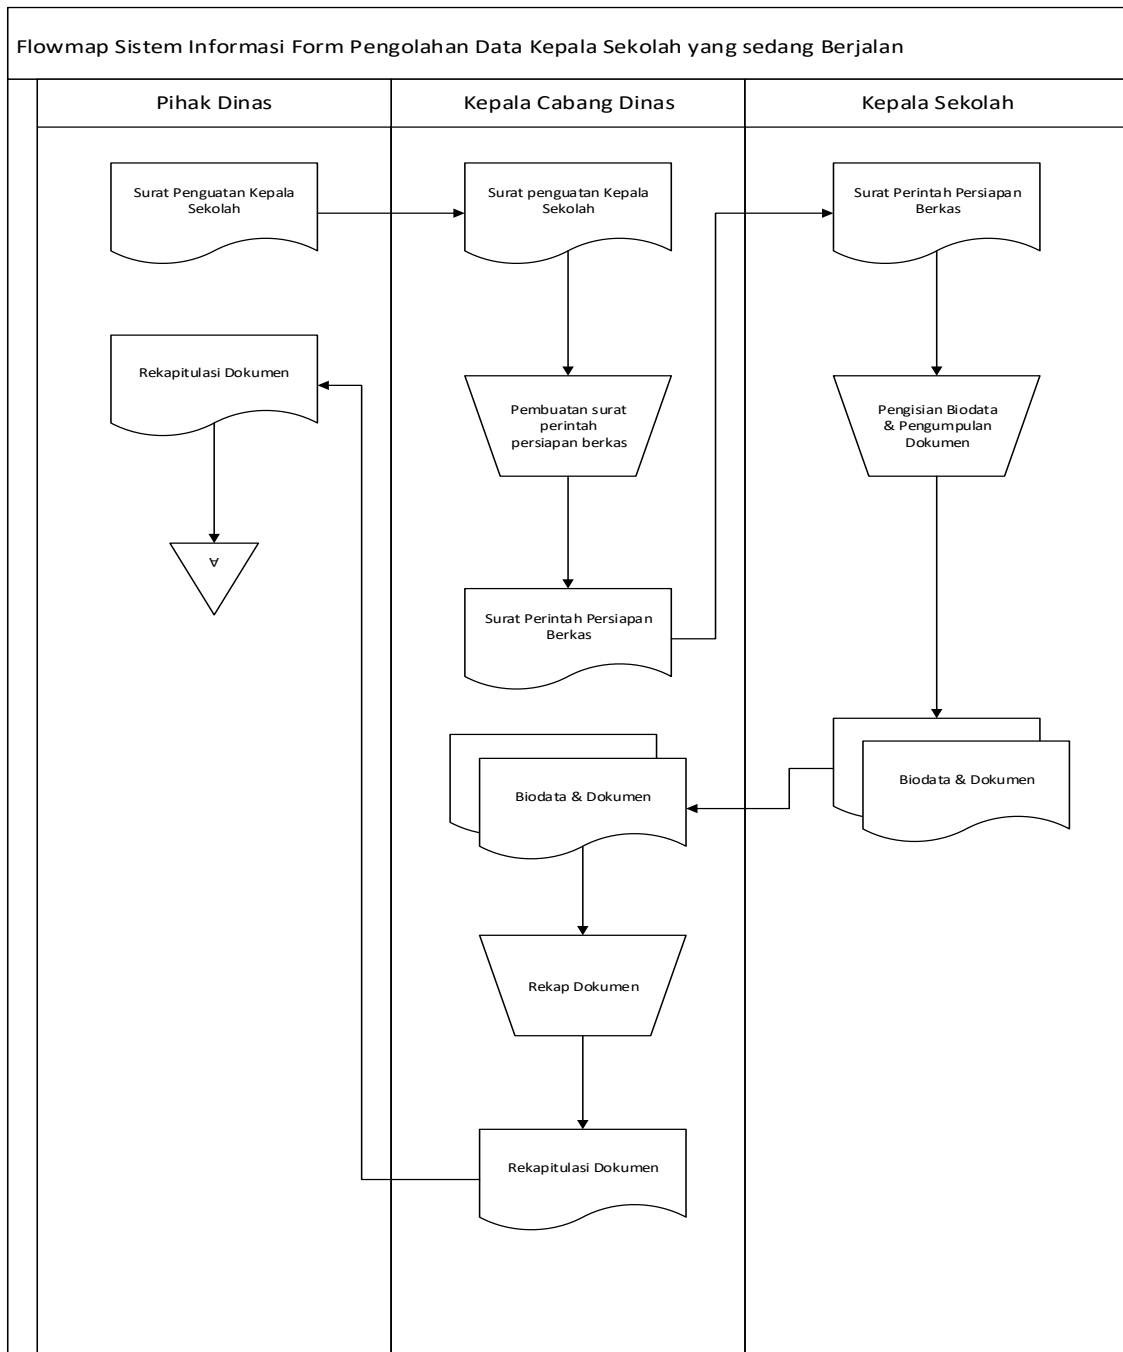 Flowmap Sistem Informasi Form Pengolahan Data Kepala Sekolah yang sedang Berjalan
Pihak Dinas
Kepala Cabang Dinas
Kepala Sekolah
Surat Penguatan Kepala
Sekolah
Surat penguatan Kepala
Sekolah
Surat Perintah Persiapan
Berkas
Rekapitulasi Dokumen
Pembuatan surat
perintah
persiapan berkas
Pengisian Biodata
& Pengumpulan
Dokumen
A
Surat Perintah Persiapan
Berkas
Biodata & Dokumen
Biodata & Dokumen
Rekap Dokumen
Rekapitulasi Dokumen